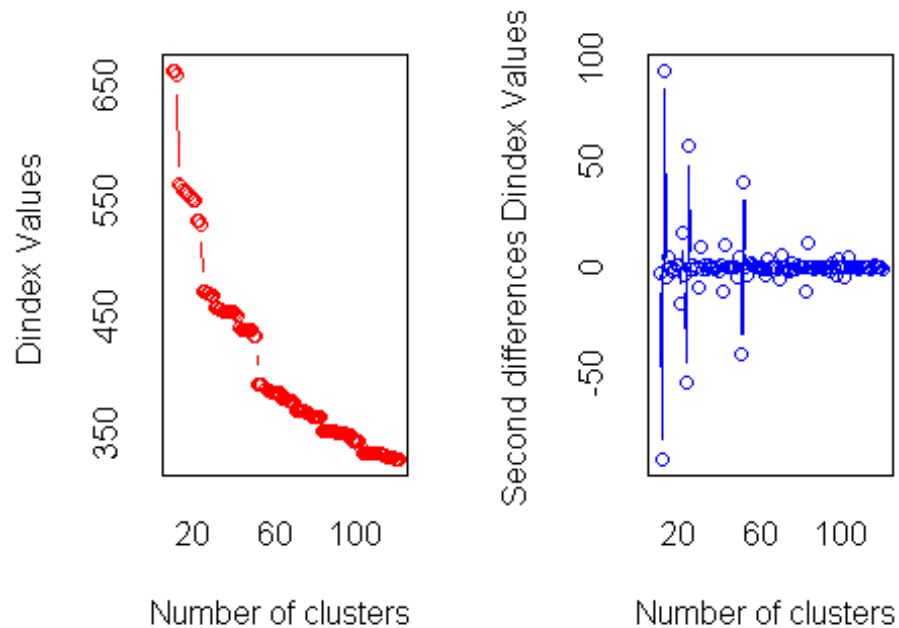 Dindex Values
650
550
450
350
20 60 100
Number of clusters
Second differences Dindex Values
100
50
0
-50
20 60 100
Number of clusters